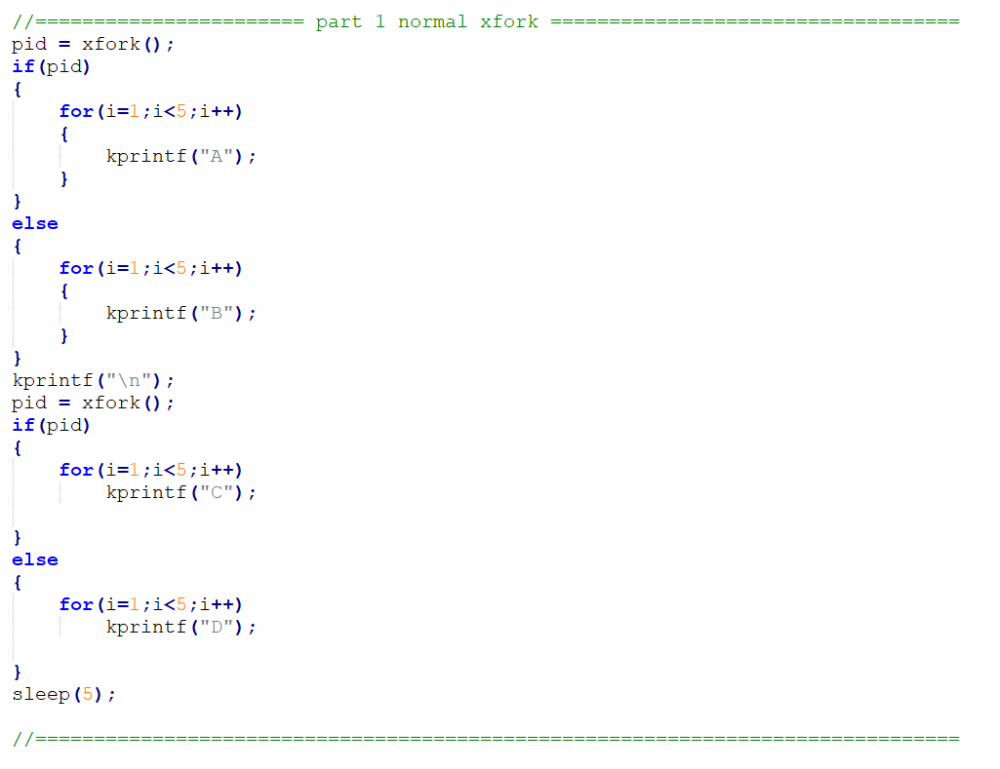 //======================= part 1 normal xfork ===================================
pid = xfork();
if(pid)
{
    for(i=1;i<5;i++)
    {
        kprintf("A");
    }
}
else
{
    for(i=1;i<5;i++)
    {
        kprintf("B");
    }
}
kprintf("\n");
pid = xfork();
if(pid)
{
    for(i=1;i<5;i++)
        kprintf("C");
}
else
{
    for(i=1;i<5;i++)
        kprintf("D");
}
sleep(5);
//===============================================================================